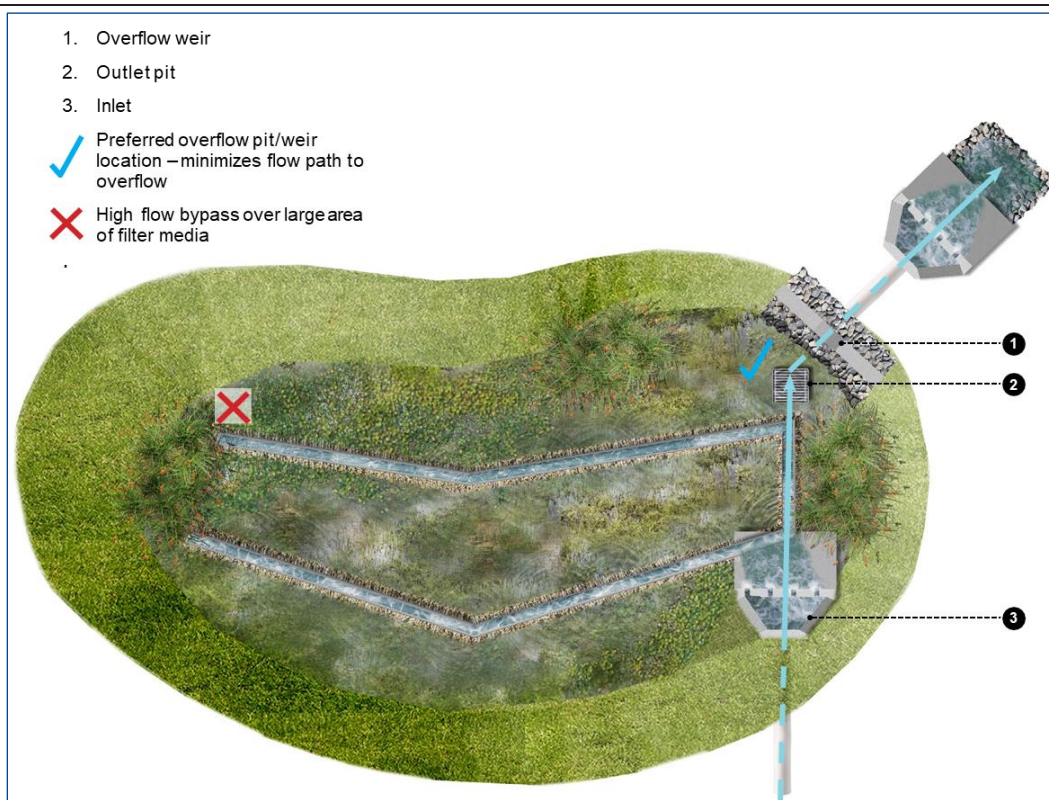 1. Overflow weir
2. Outlet pit
3. Inlet
Preferred overflow pit/weir
location – minimizes flow path to
overflow
High flow bypass over large area
of filter media
.
1
2
3